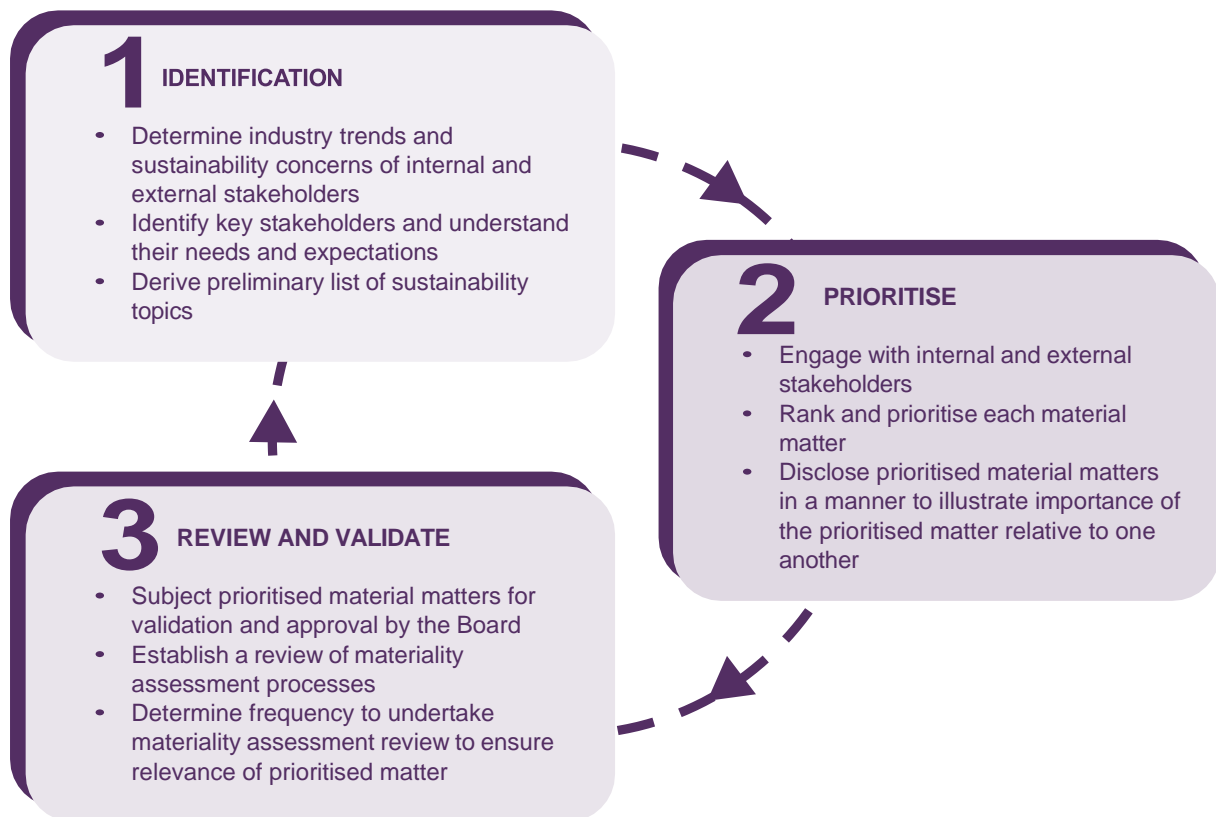 1 IDENTIFICATION
• Determine industry trends and
sustainability concerns of internal and
external stakeholders
• Identify key stakeholders and understand
their needs and expectations
• Derive preliminary list of sustainability
topics
2 PRIORITISE
• Engage with internal and external
stakeholders
• Rank and prioritise each material
matter
• Disclose prioritised material matters
in a manner to illustrate importance of
the prioritised matter relative to one
another
3 REVIEW AND VALIDATE
• Subject prioritised material matters for
validation and approval by the Board
• Establish a review of materiality
assessment processes
• Determine frequency to undertake
materiality assessment review to ensure
relevance of prioritised matter